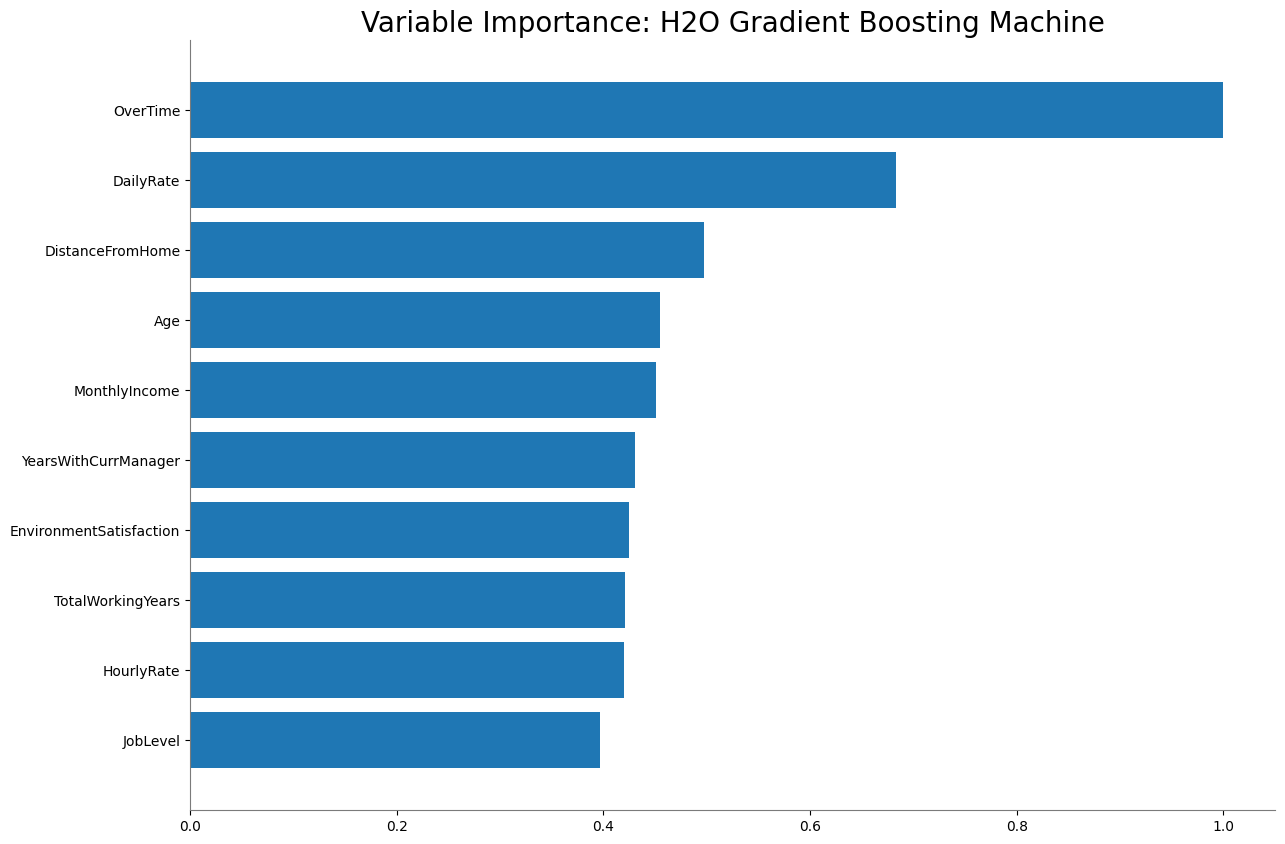 Variable Importance: H2O Gradient Boosting Machine
OverTime
DailyRate
DistanceFromHome
Age
MonthlyIncome
YearsWithCurrManager
EnvironmentSatisfaction
TotalWorkingYears
HourlyRate
JobLevel
0.0 0.2 0.4 0.6 0.8 1.0